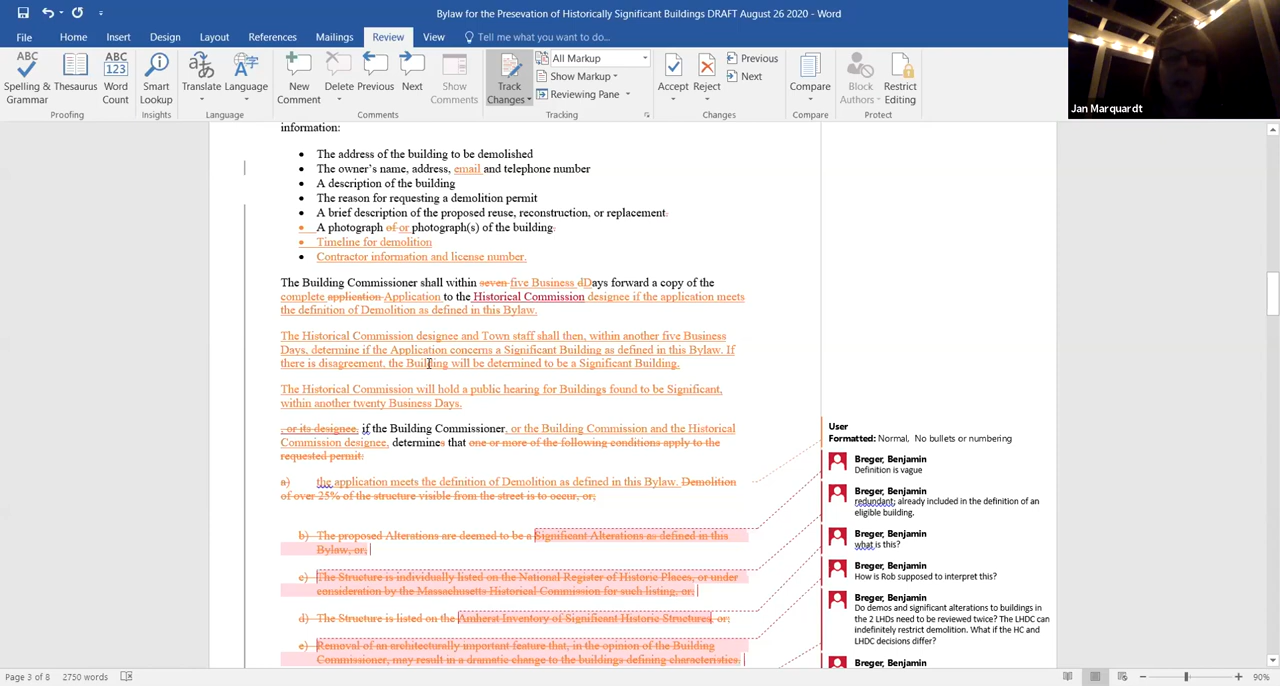 Bylaw for the Presevation of Historically Significant Buildings DRAFT August 26 2020 - Word
File Home Insert Design Layout References Mailings Review View Tell me what you want to do...
ABC Spelling & Grammar
Thesaurus
ABC 123 Word Count
Proofing
Smart Lookup
Insights
Translate
Language
Language
New Comment
Delete
Previous
Next
Show Comments
Comments
Track Changes
All Markup
Show Markup
Reviewing Pane
Tracking
Accept
Reject
Previous
Next
Changes
Compare
Compare
Block Authors
Restrict Editing
Protect
Jan Marquardt
information:
• The address of the building to be demolished
• The owner's name, address, email and telephone number
• A description of the building
• The reason for requesting a demolition permit
• A brief description of the proposed reuse, reconstruction, or replacement.
• A photograph of or photograph(s) of the building.
• Timeline for demolition
• Contractor information and license number.
The Building Commissioner shall within seven five Business dDays forward a copy of the
complete application Application to the Historical Commission designee if the application meets
the definition of Demolition as defined in this Bylaw.
The Historical Commission designee and Town staff shall then, within another five Business
Days, determine if the Application concerns a Significant Building as defined in this Bylaw. If
there is disagreement, the Building will be determined to be a Significant Building.
The Historical Commission will hold a public hearing for Buildings found to be Significant,
within another twenty Business Days.
, or its designee, if the Building Commissioner, or the Building Commission and the Historical
Commission designee, determines that one or more of the following conditions apply to the
requested permit:
a) the application meets the definition of Demolition as defined in this Bylaw. Demolition
of over 25% of the structure visible from the street is to occur, or;
b) The proposed Alterations are deemed to be a Significant Alterations as defined in this
Bylaw, or;
c) The Structure is individually listed on the National Register of Historic Places, or under
consideration by the Massachusetts Historical Commission for such listing, or;
d) The Structure is listed on the Amherst Inventory of Significant Historic Structures, or;
e) Removal of an architecturally important feature that, in the opinion of the Building
Commissioner, may result in a dramatic change to the buildings defining characteristics.
User
Formatted: Normal, No bullets or numbering
Breger, Benjamin
Definition is vague
Breger, Benjamin
redundant; already included in the definition of an
eligible building.
Breger, Benjamin
what is this?
Breger, Benjamin
How is Rob supposed to interpret this?
Breger, Benjamin
Do demos and significant alterations to buildings in
the 2 LHDs need to be reviewed twice? The LHDC can
indefinitely restrict demolition. What if the HC and
LHDC decisions differ?
Breger, Benjamin
Page 3 of 8 2750 words
90%